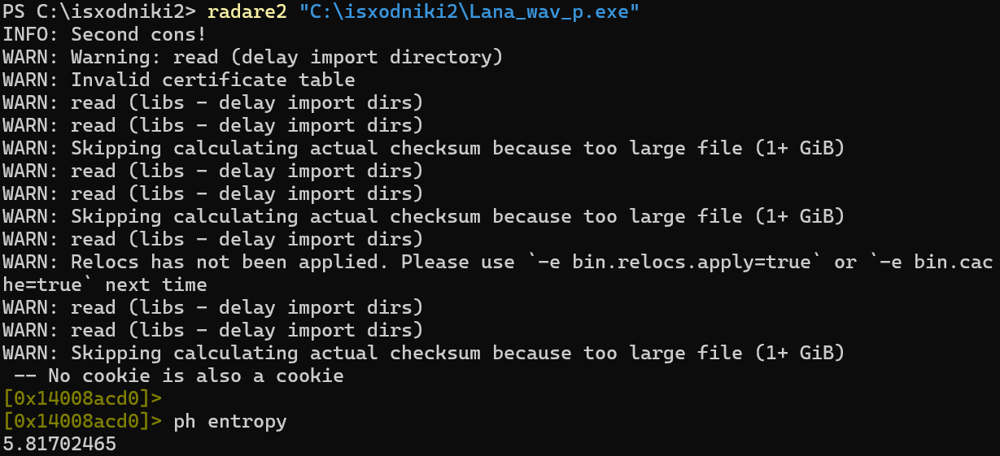 PS C:\isxodniki2> radare2 "C:\isxodniki2\Lana_wav_p.exe"
INFO: Second cons!
WARN: Warning: read (delay import directory)
WARN: Invalid certificate table
WARN: read (libs - delay import dirs)
WARN: read (libs - delay import dirs)
WARN: Skipping calculating actual checksum because too large file (1+ GiB)
WARN: read (libs - delay import dirs)
WARN: read (libs - delay import dirs)
WARN: Skipping calculating actual checksum because too large file (1+ GiB)
WARN: read (libs - delay import dirs)
WARN: Relocs has not been applied. Please use `-e bin.relocs.apply=true` or `-e bin.cac
he=true` next time
WARN: read (libs - delay import dirs)
WARN: read (libs - delay import dirs)
WARN: Skipping calculating actual checksum because too large file (1+ GiB)
 -- No cookie is also a cookie
[0x14008acd0]>
[0x14008acd0]> ph entropy
5.81702465